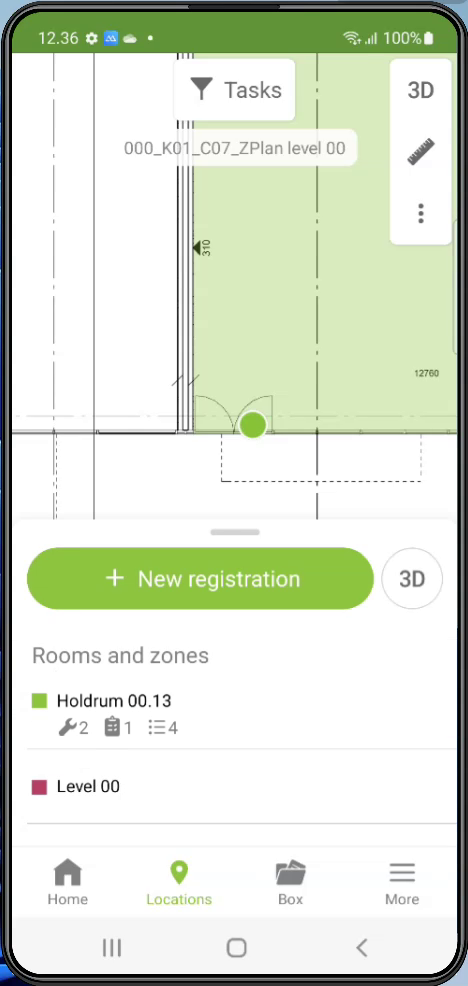 12.36
100%
Tasks
3D
000_K01_C07_ZPlan level 00
310
12760
+ New registration
3D
Rooms and zones
Holdrum 00.13
2 1 4
Level 00
Home Locations Box More